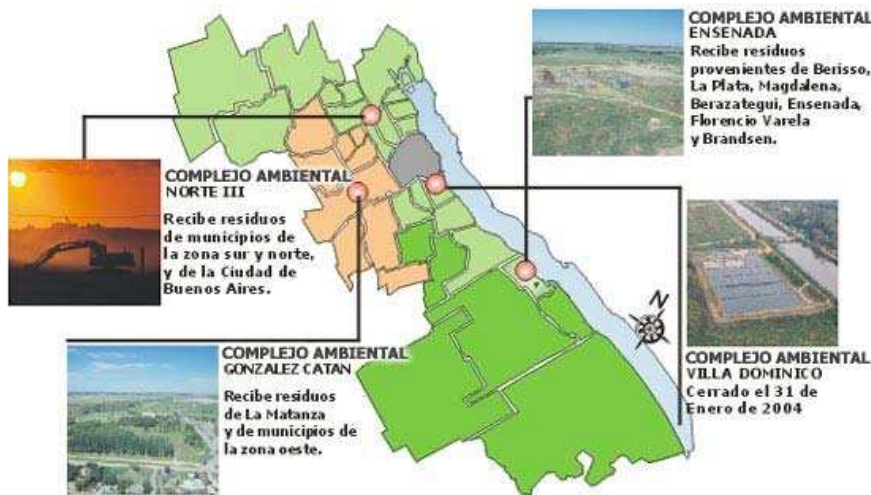 COMPLEJO AMBIENTAL
ENSENADA
Recibe residuos
provenientes de Berisso,
La Plata, Magdalena,
Berazategui, Ensenada,
Florencio Varela
y Brandsen.
COMPLEJO AMBIENTAL
NORTE III
Recibe residuos
de municipios de
la zona sur y norte,
y de la Ciudad de
Buenos Aires.
N
COMPLEJO AMBIENTAL
GONZALEZ CATAN
Recibe residuos
de La Matanza
y de municipios de
la zona oeste.
COMPLEJO AMBIENTAL
VILLA DOMINICO
Cerrado el 31 de
Enero de 2004